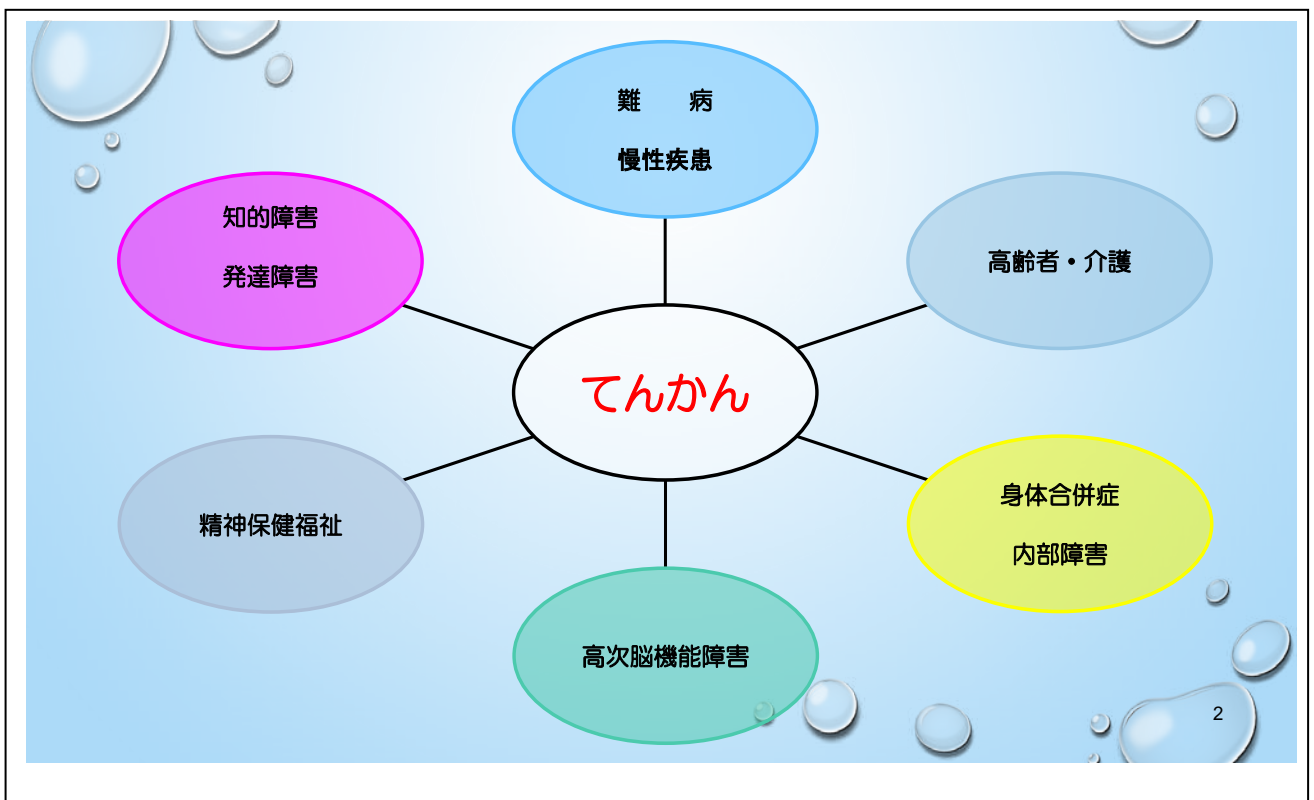 難　　病
慢性疾患
知的障害
発達障害
高齢者・介護
てんかん
精神保健福祉
身体合併症
内部障害
高次脳機能障害
2